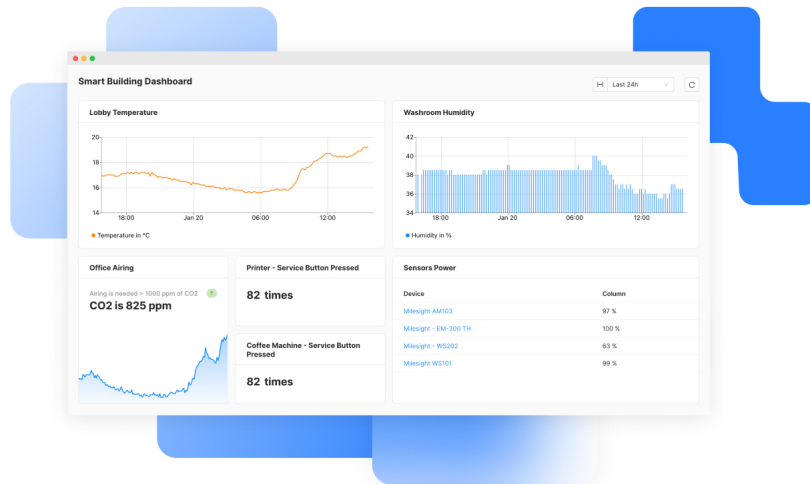 Smart Building Dashboard
Last 24h
Lobby Temperature
20
18
16
14
18:00
Jan 20
06:00
12:00
Temperature in °C
Washroom Humidity
42
40
38
36
34
18:00
Jan 20
06:00
12:00
Humidity in %
Office Airing
Airing is needed > 1000 ppm of CO2
CO2 is 825 ppm
Printer - Service Button Pressed
82 times
Coffee Machine - Service Button
Pressed
82 times
Sensors Power
Device Column
Milesight AM103 97 %
Milesight - EM-300 TH 100 %
Milesight - WS202 63 %
Milesight WS101 99 %